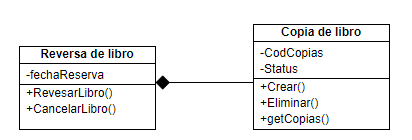 Reversa de libro
-fechaReserva
+RevesarLibro()
+CancelarLibro()
Copia de libro
-CodCopias
-Status
+Crear()
+Eliminar()
+getCopias()